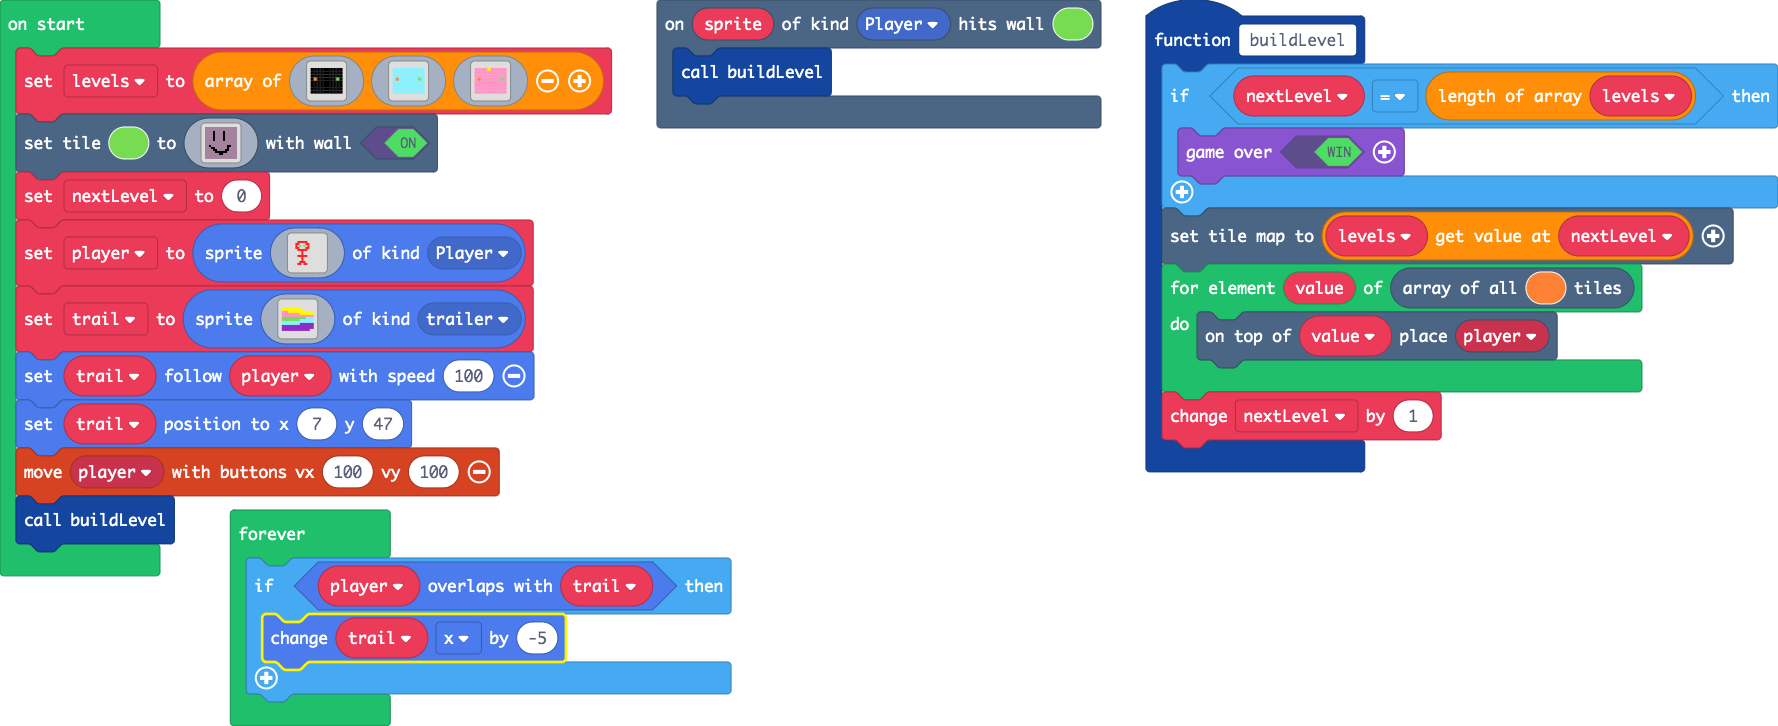 on start
set levels to array of
set tile to with wall ON
set nextLevel to 0
set player to sprite of kind Player
set trail to sprite of kind trailer
set trail follow player with speed 100
set trail position to x 7 y 47
move player with buttons vx 100 vy 100
call buildLevel
forever
if player overlaps with trail then
change trail x by -5
on sprite of kind Player hits wall
call buildLevel
function buildLevel
if nextLevel = length of array levels then
game over WIN
set tile map to levels get value at nextLevel
for element value of array of all tiles
do on top of value place player
change nextLevel by 1